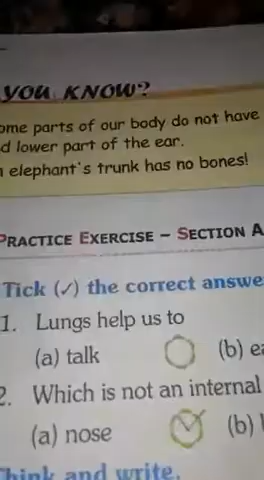 YOU KNOW?
ome parts of our body do not have
d lower part of the ear.
elephant's trunk has no bones!
PRACTICE EXERCISE – SECTION A
Tick (✓) the correct answe
1. Lungs help us to
(a) talk (b) ea
2. Which is not an internal
(a) nose (b)
Think and write.